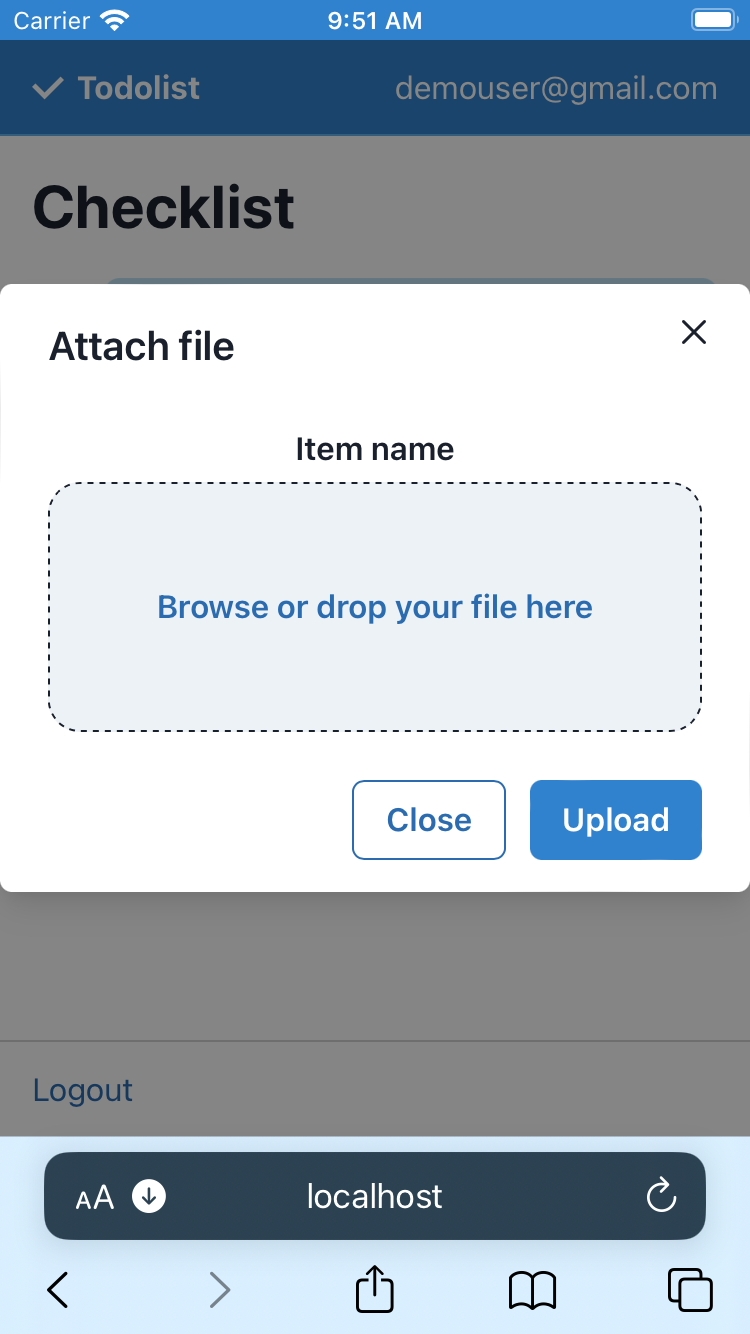 Carrier 9:51 AM
Todolist demouser@gmail.com
Checklist
Attach file
Item name
Browse or drop your file here
Close Upload
Logout
AA localhost